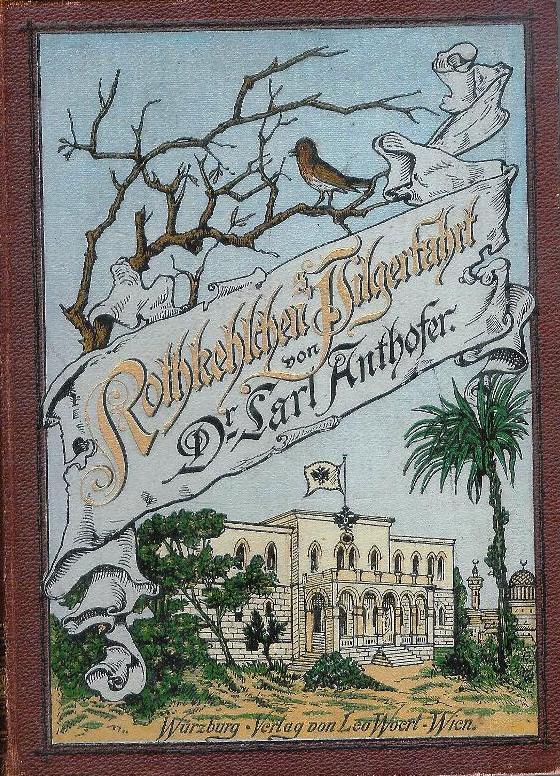 Rothkehlchen's Pilgerfahrt
von
Dr. Carl Anthofer.
Würzburg - Verlag von Leo Woerl - Wien.